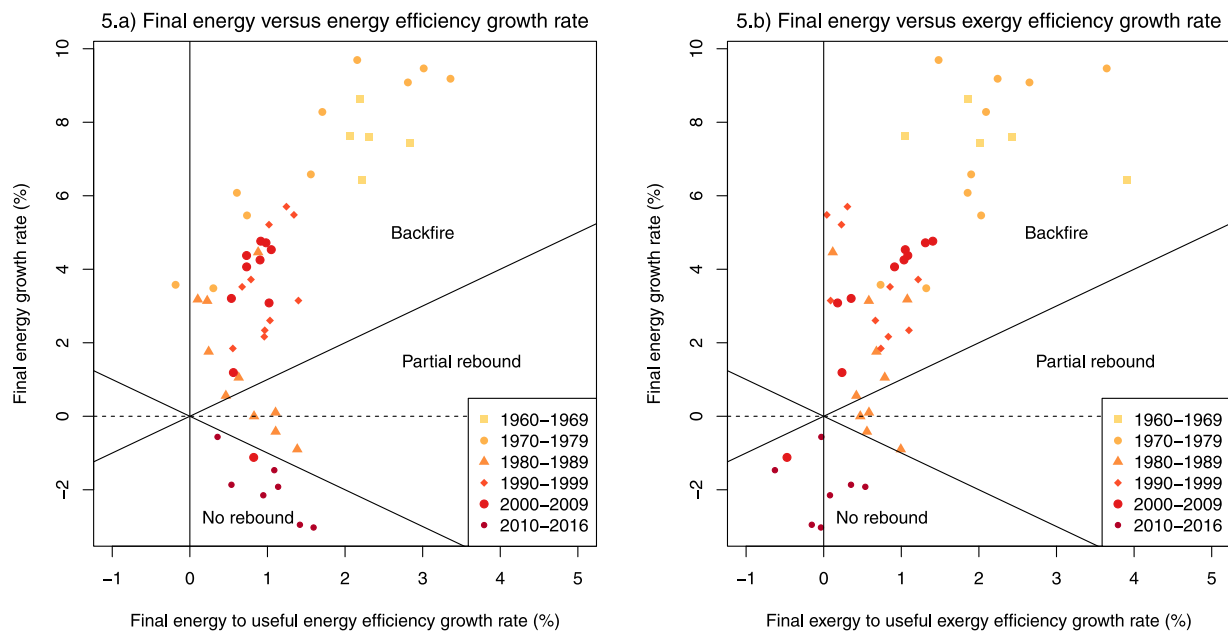 5.a) Final energy versus energy efficiency growth rate
Final energy growth rate (%)
10
8
6
4
2
0
−2
Backfire
Partial rebound
No rebound
1960−1969
1970−1979
1980−1989
1990−1999
2000−2009
2010−2016
−1 0 1 2 3 4 5
Final energy to useful energy efficiency growth rate (%)
5.b) Final energy versus exergy efficiency growth rate
Final energy growth rate (%)
10
8
6
4
2
0
−2
Backfire
Partial rebound
No rebound
1960−1969
1970−1979
1980−1989
1990−1999
2000−2009
2010−2016
−1 0 1 2 3 4 5
Final exergy to useful exergy efficiency growth rate (%)